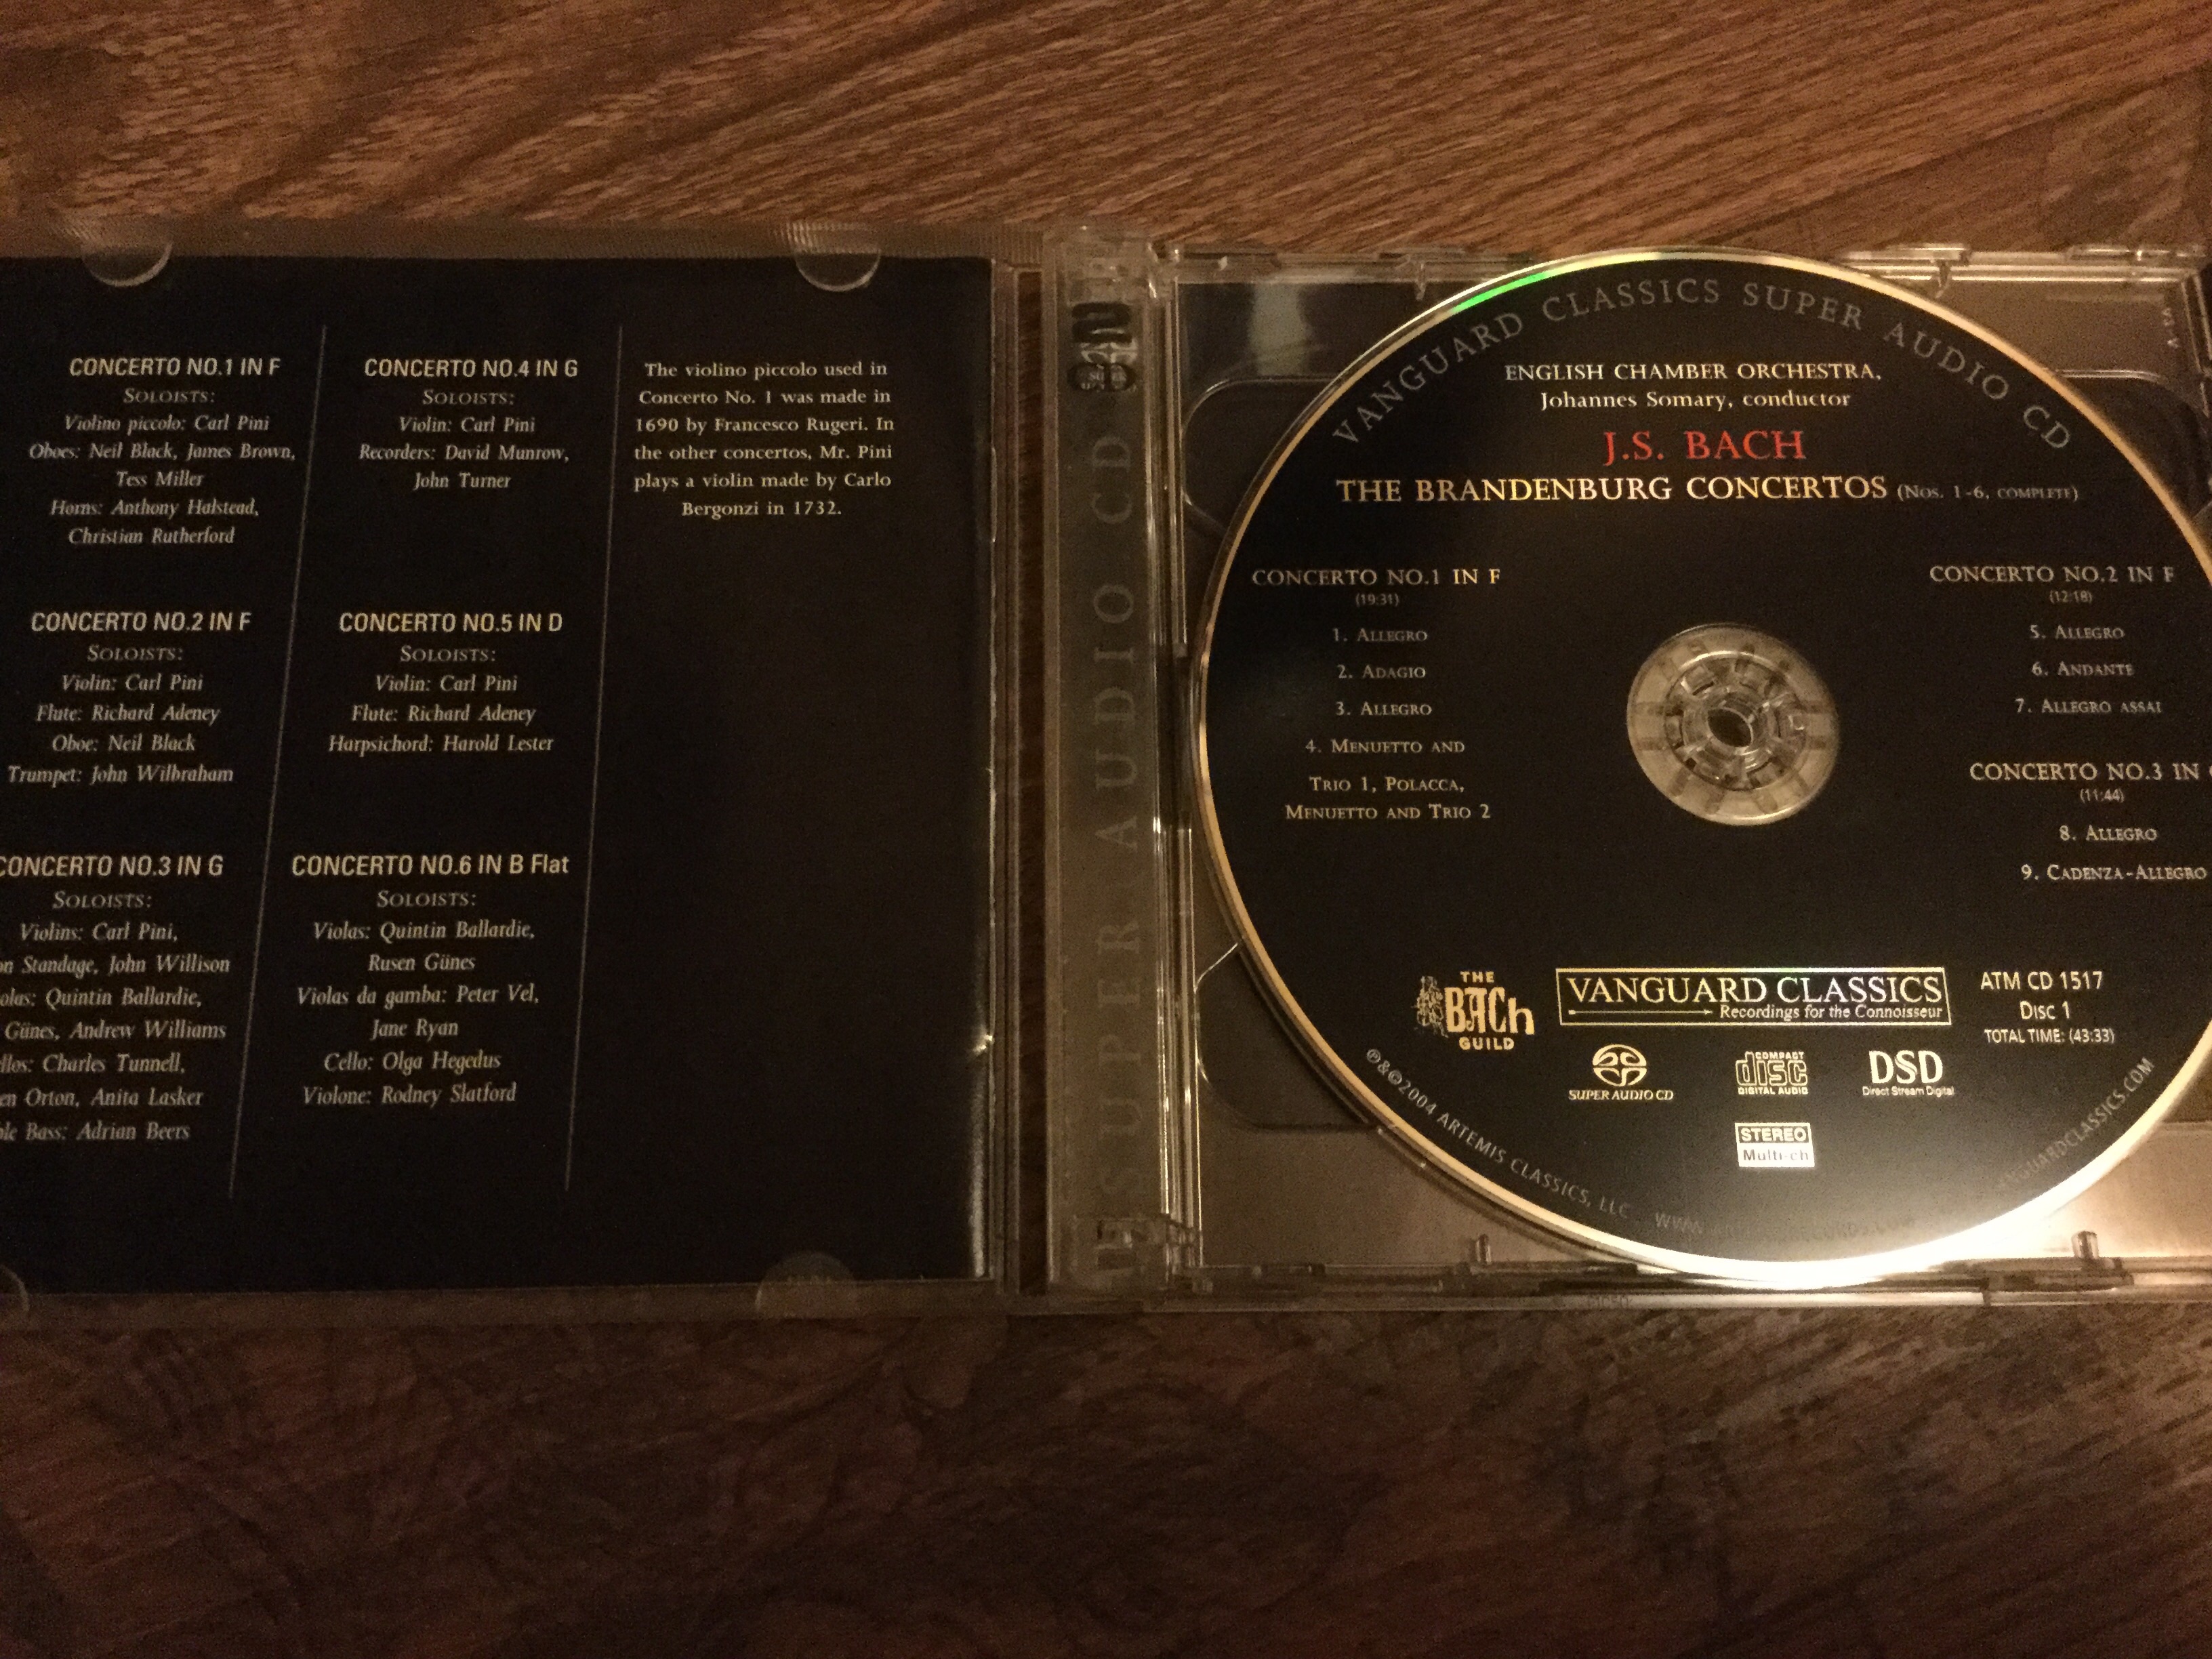 CONCERTO NO.1 IN F
SOLOISTS:
Violino piccolo: Carl Pini
Oboes: Neil Black, James Brown,
Tess Miller
Horns: Anthony Halstead,
Christian Rutherford
CONCERTO NO.2 IN F
SOLOISTS:
Violin: Carl Pini
Flute: Richard Adeney
Oboe: Neil Black
Trumpet: John Wilbraham
CONCERTO NO.3 IN G
SOLOISTS:
Violins: Carl Pini,
Standage, John Willison
Quintin Ballardie,
Günes, Andrew Williams
Charles Tunnell,
Orton, Anita Lasker
Bass: Adrian Beers
CONCERTO NO.4 IN G
SOLOISTS:
Violin: Carl Pini
Recorders: David Munrow,
John Turner
CONCERTO NO.5 IN D
SOLOISTS:
Violin: Carl Pini
Flute: Richard Adeney
Harpsichord: Harold Lester
CONCERTO NO.6 IN B Flat
SOLOISTS:
Violas: Quintin Ballardie,
Rusen Günes
Violas da gamba: Peter Vel,
Jane Ryan
Cello: Olga Hegedus
Violone: Rodney Slatford
The violino piccolo used in
Concerto No. 1 was made in
1690 by Francesco Rugeri. In
the other concertos, Mr. Pini
plays a violin made by Carlo
Bergonzi in 1732.
SUPER AUDIO CD
VANGUARD CLASSICS SUPER AUDIO CD
ENGLISH CHAMBER ORCHESTRA,
Johannes Somary, conductor
J.S. BACH
THE BRANDENBURG CONCERTOS (NOS. 1-6, COMPLETE)
CONCERTO NO.1 IN F
(19:31)
1. ALLEGRO
2. ADAGIO
3. ALLEGRO
4. MENUETTO AND
TRIO 1, POLACCA,
MENUETTO AND TRIO 2
CONCERTO NO.2 IN F
(12:18)
5. ALLEGRO
6. ANDANTE
7. ALLEGRO ASSAI
CONCERTO NO.3 IN
(11:44)
8. ALLEGRO
9. CADENZA-ALLEGRO
THE
BACh
GUILD
VANGUARD CLASSICS
Recordings for the Connoisseur
ATM CD 1517
Disc 1
TOTAL TIME: (43:33)
SUPER AUDIO CD
COMPACT
disc
DIGITAL AUDIO
DSD
Direct Stream Digital
STEREO
Multi-ch
℗&©2004 ARTEMIS CLASSICS, LLC